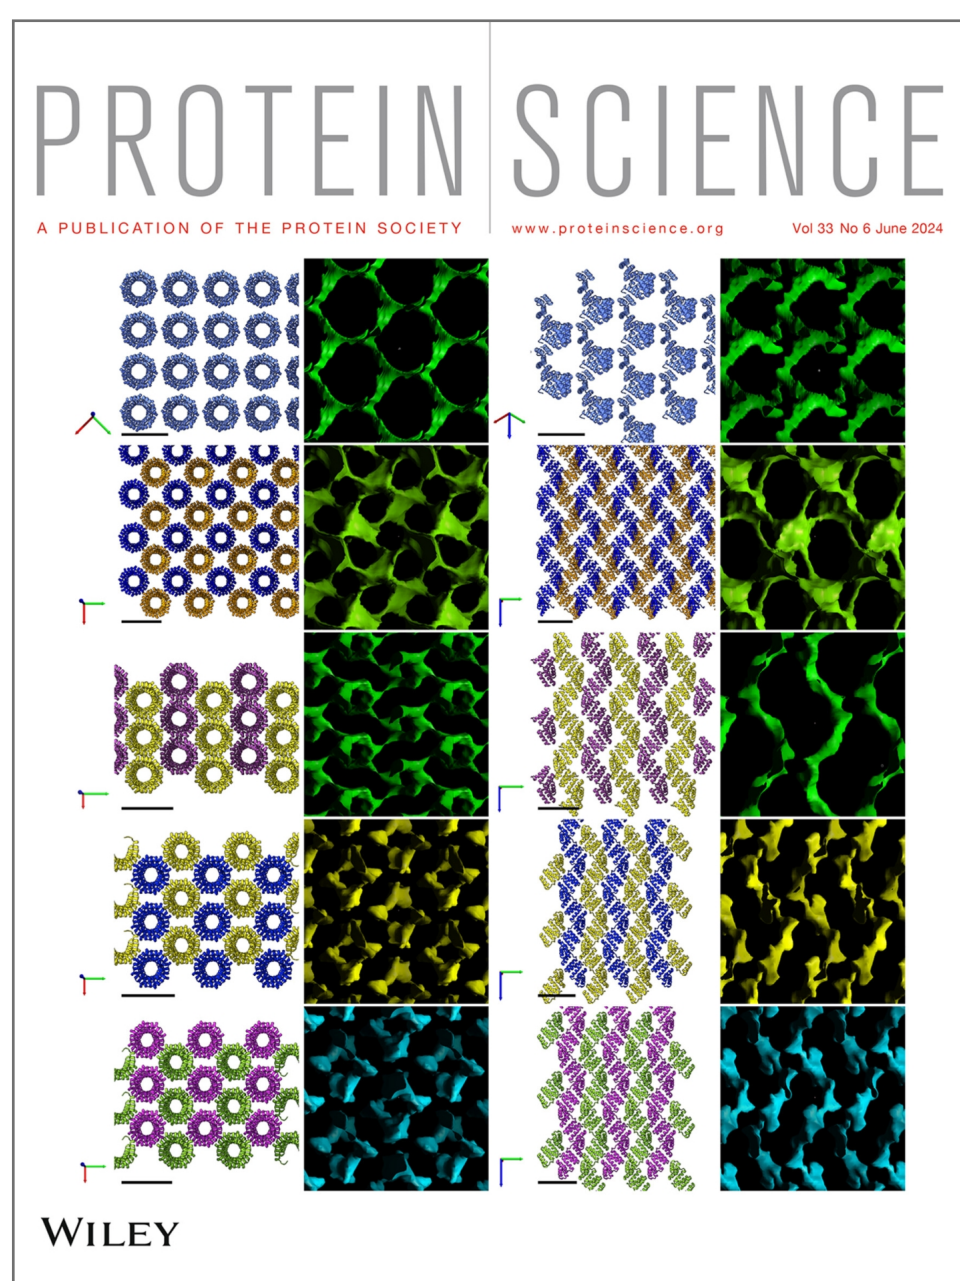 PROTEIN SCIENCE
A PUBLICATION OF THE PROTEIN SOCIETY www.proteinscience.org Vol 33 No 6 June 2024
WILEY